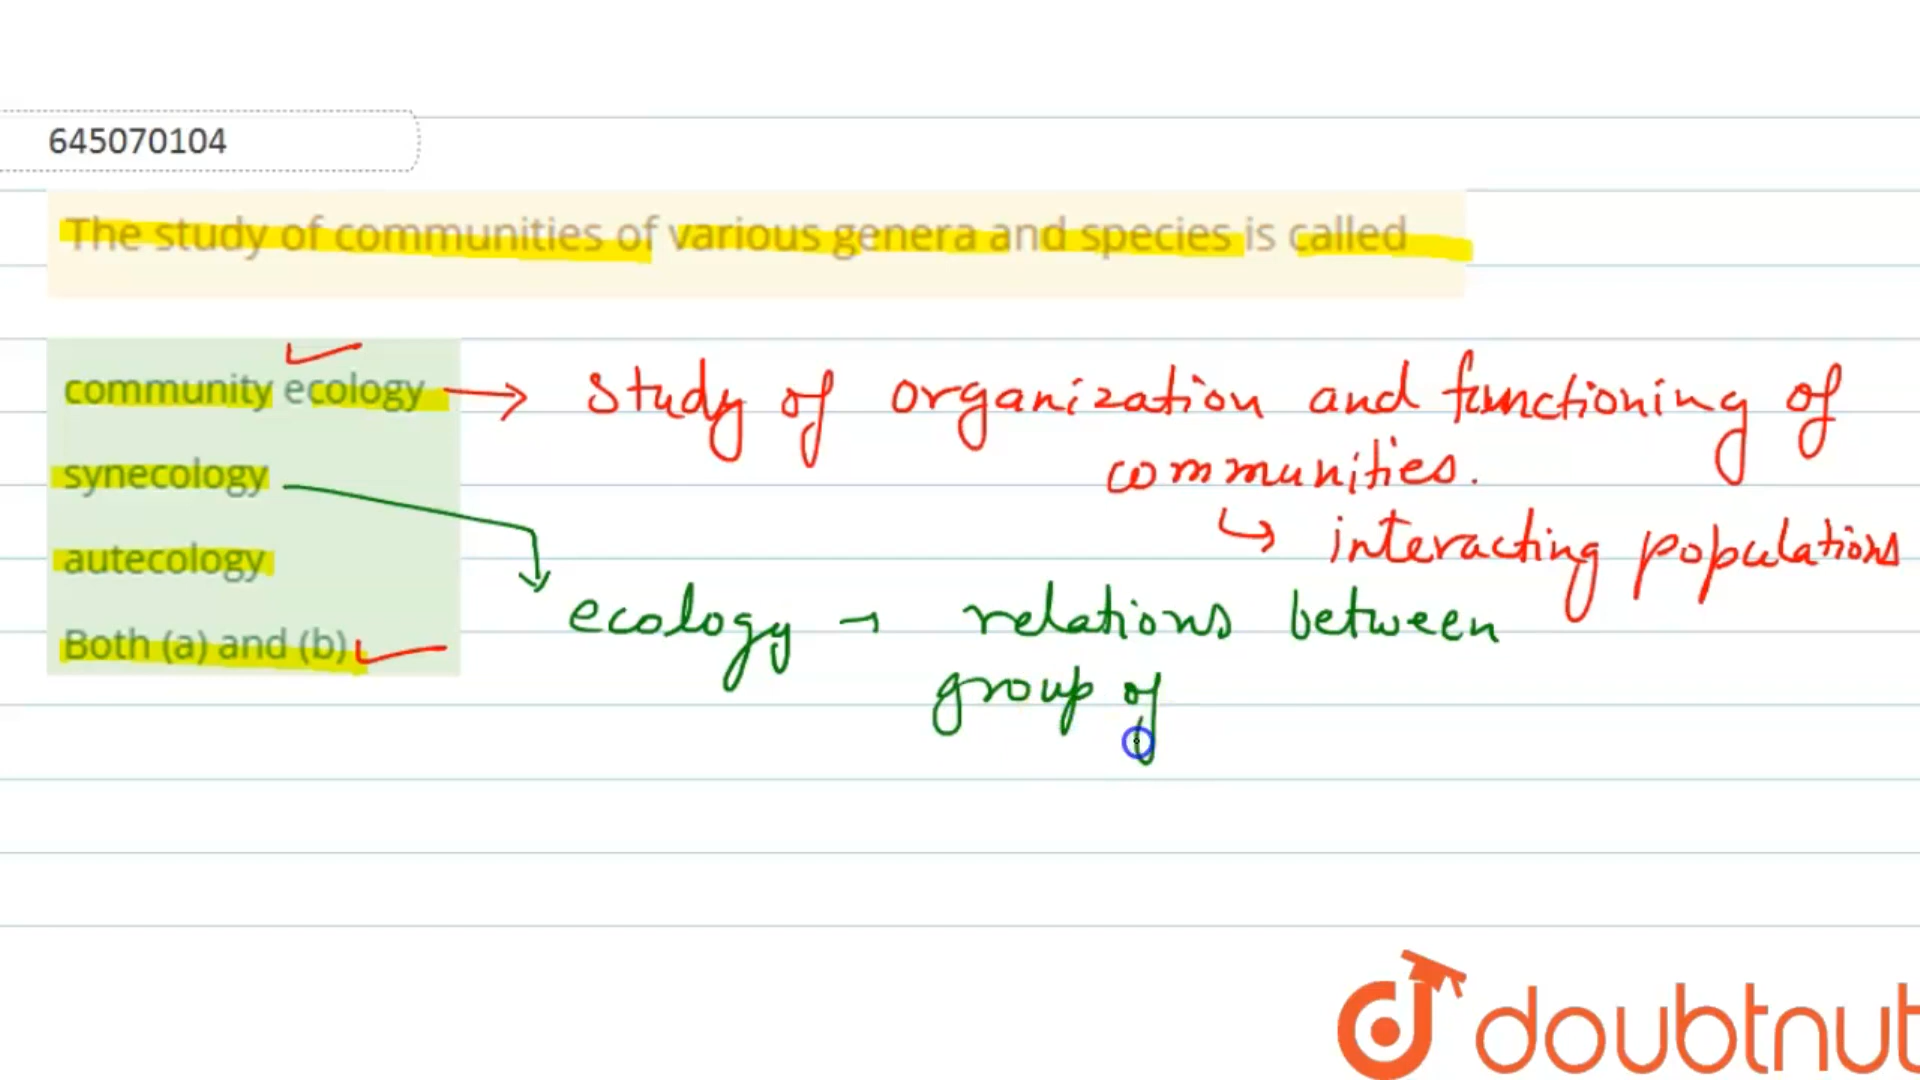 645070104
The study of communities of various genera and species is called
community ecology → study of organization and functioning of
communities.
synecology
↳ interacting populations
autecology
ecology → relations between
Both (a) and (b)
group of
doubtnut